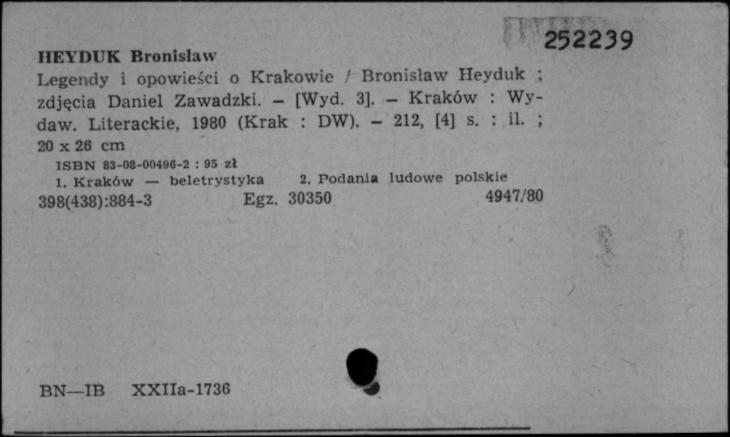 252239
HEYDUK Bronisław
Legendy i opowieści o Krakowie / Bronisław Heyduk ;
zdjęcia Daniel Zawadzki. — [Wyd. 3]. — Kraków : Wy-
daw. Literackie, 1980 (Krak : DW). — 212, [4] s. : il. ;
20 x 26 cm
ISBN 83-08-00496-2 : 95 zł
1. Kraków — beletrystyka 2. Podania ludowe polskie
398(438):884-3 Egz. 30350 4947/80
BN—IB XXIIa-1736